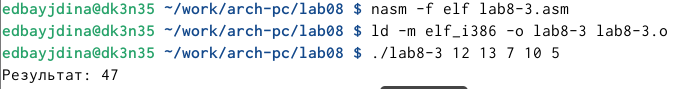 edbayjdina@dk3n35 ~/work/arch-pc/lab08 $ nasm -f elf lab8-3.asm
edbayjdina@dk3n35 ~/work/arch-pc/lab08 $ ld -m elf_i386 -o lab8-3 lab8-3.o
edbayjdina@dk3n35 ~/work/arch-pc/lab08 $ ./lab8-3 12 13 7 10 5
Результат: 47